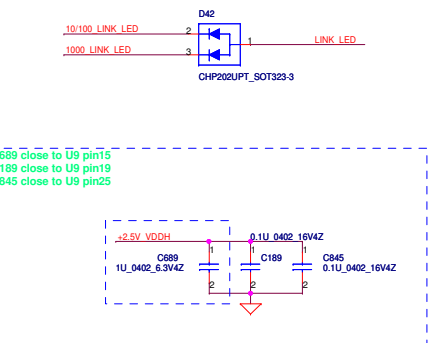 D42
10/100_LINK_LED
2
1
LINK_LED
1000_LINK_LED
3
CHP202UPT_SOT323-3
689 close to U9 pin15
189 close to U9 pin19
845 close to U9 pin25
+2.5V_VDDH
0.1U_0402_16V4Z
1
1
1
C689
C189
C845
1U_0402_6.3V4Z
0.1U_0402_16V4Z
2
2
2